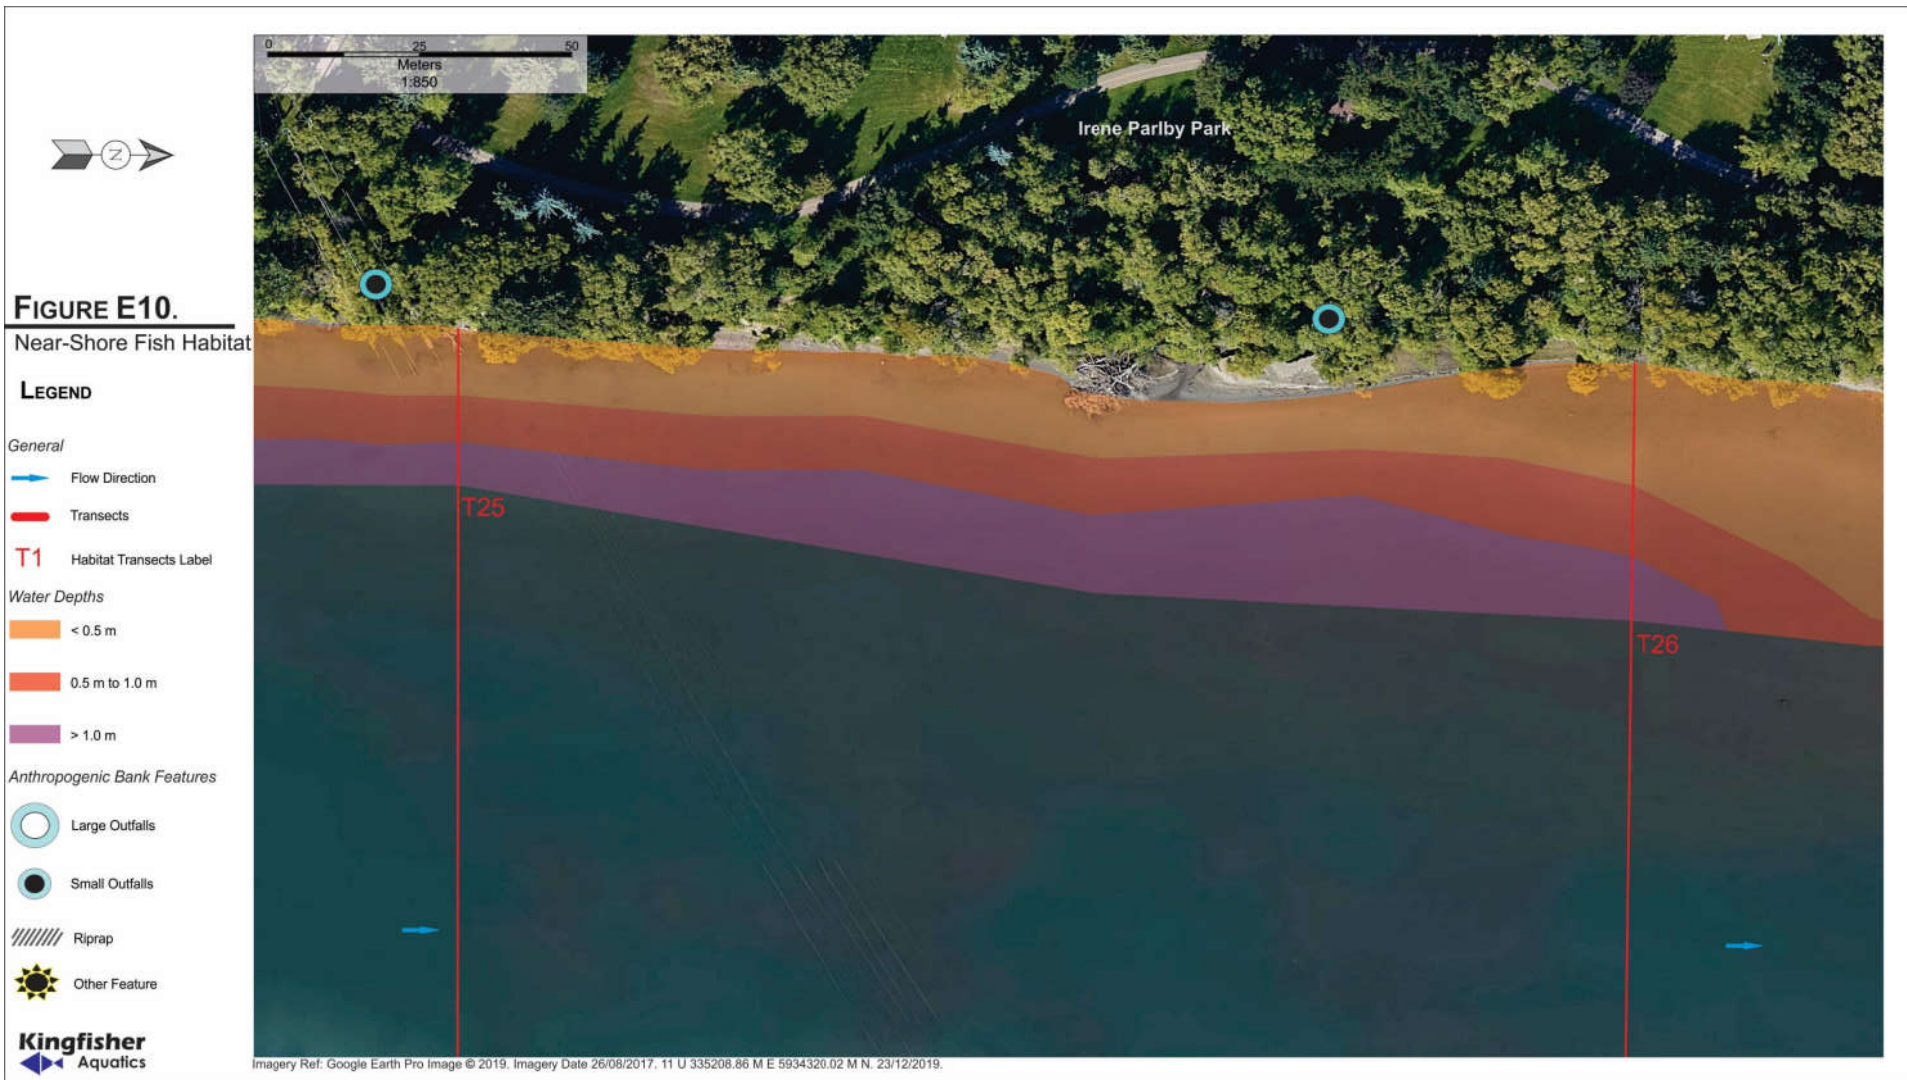 0 25 50
Meters
1:850
N
Irene Parlby Park
FIGURE E10.
Near-Shore Fish Habitat
LEGEND
General
Flow Direction
Transects
T1 Habitat Transects Label
Water Depths
< 0.5 m
0.5 m to 1.0 m
> 1.0 m
Anthropogenic Bank Features
Large Outfalls
Small Outfalls
Riprap
Other Feature
Kingfisher
Aquatics
T25
T26
Imagery Ref: Google Earth Pro Image © 2019. Imagery Date 26/08/2017. 11 U 335208.86 M E 5934320.02 M N. 23/12/2019.